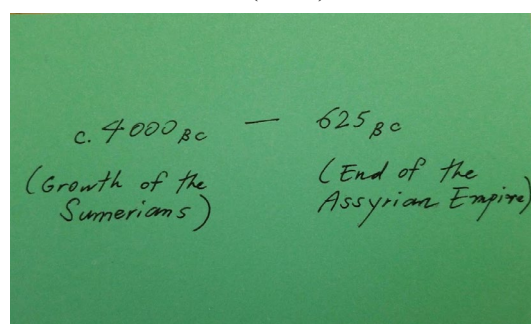 c. 4000 BC — 625 BC
(Growth of the Sumerians)
(End of the Assyrian Empire)